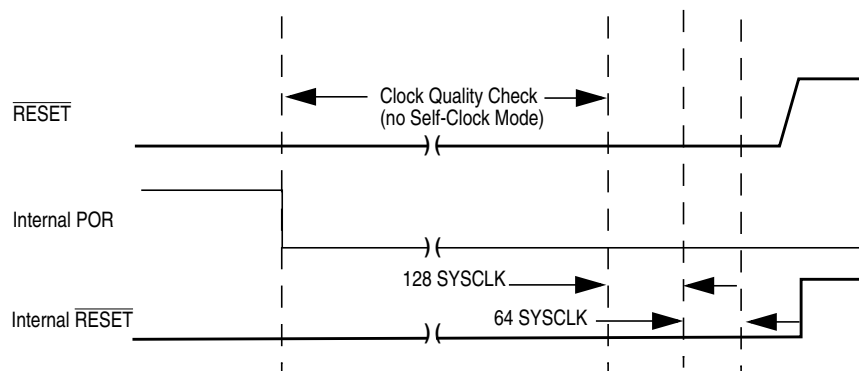 RESET
Clock Quality Check
(no Self-Clock Mode)
)(
Internal POR
)(
128 SYSCLK
64 SYSCLK
Internal RESET
)(